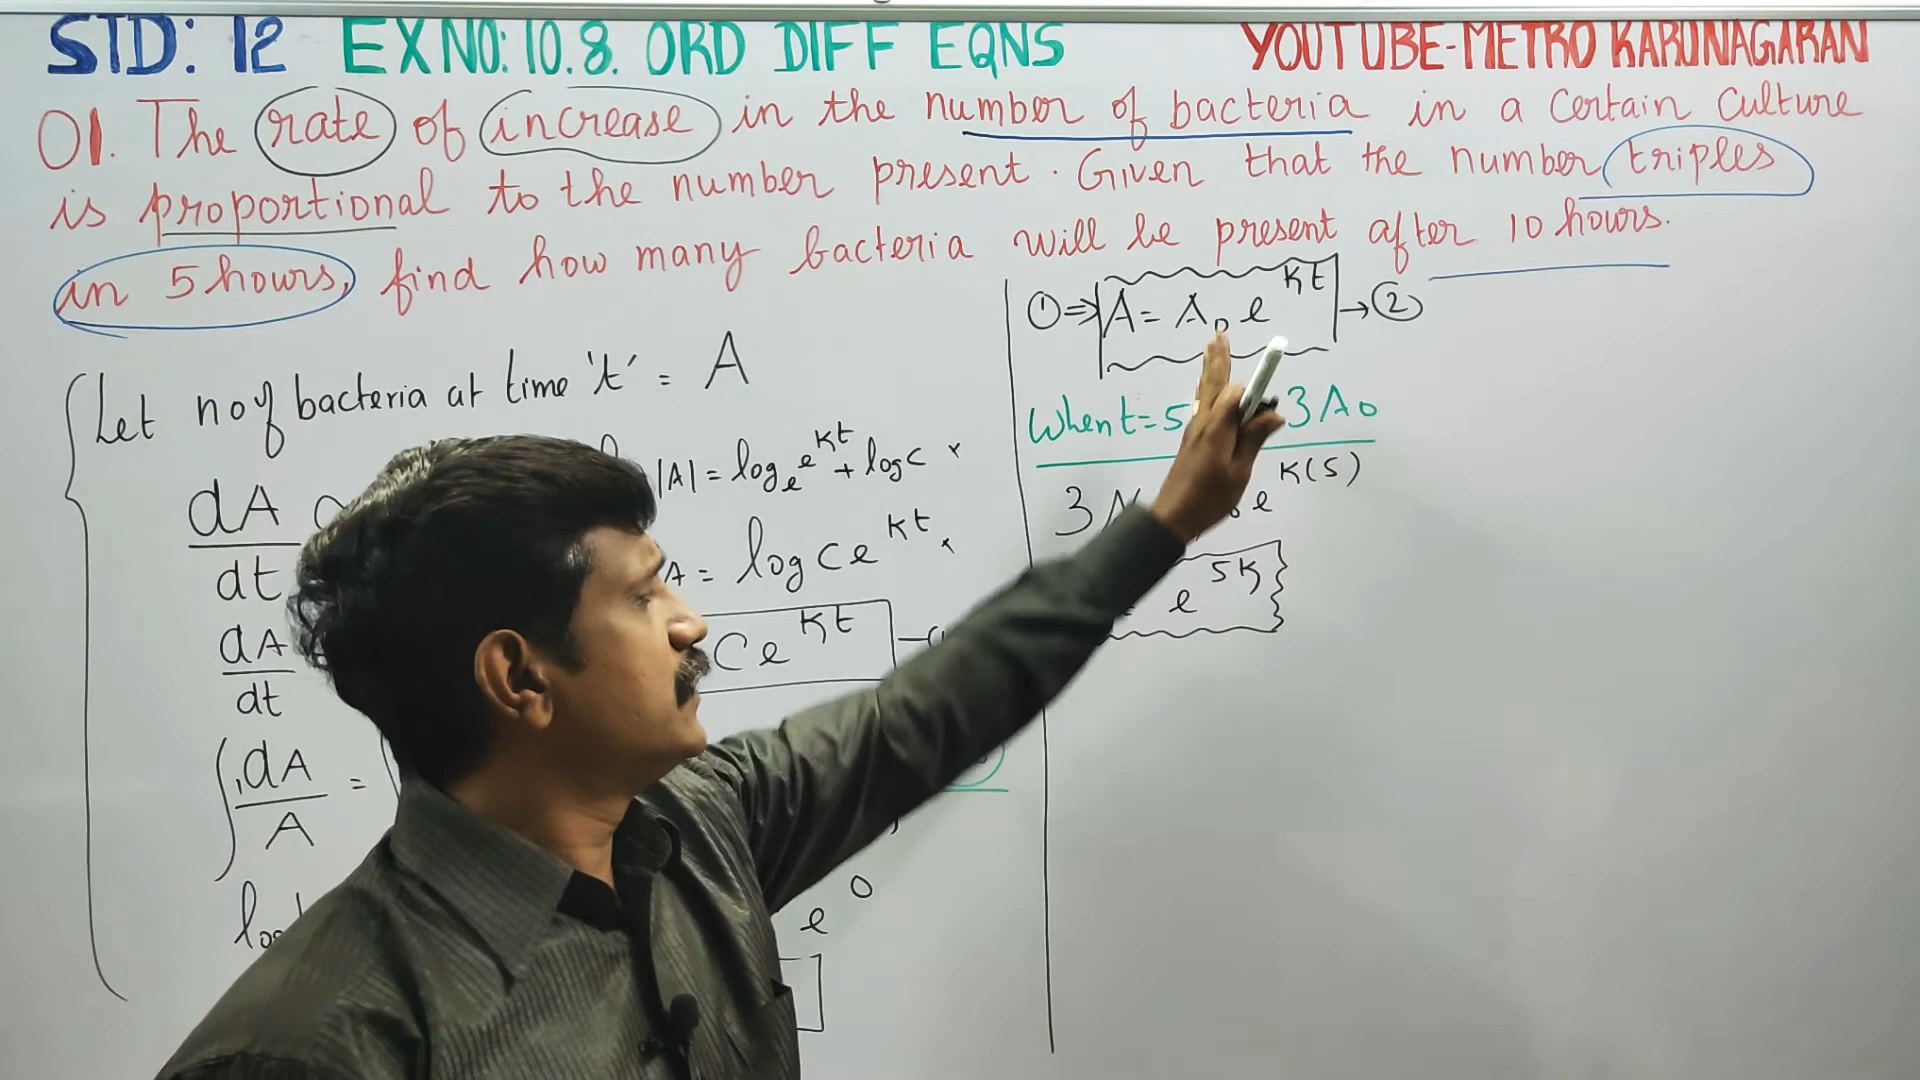 STD: 12 EX NO: 10.8. ORD DIFF EQNS YOUTUBE-METRO KARUNAGARAN
01. The rate of increase in the number of bacteria in a certain culture
is proportional to the number present. Given that the number triples
in 5 hours, find how many bacteria will be present after 10 hours.
Let no of bacteria at time 't' = A
dA
dt
dA
dt
∫ dA/A =
log
|A| = log_e e^kt + log c
A = log c e^kt
C e^kt
e^0
① ⇒ A = A₀ e^kt → ②
When t = 5 3A₀
3 e^k(5)
e^5k